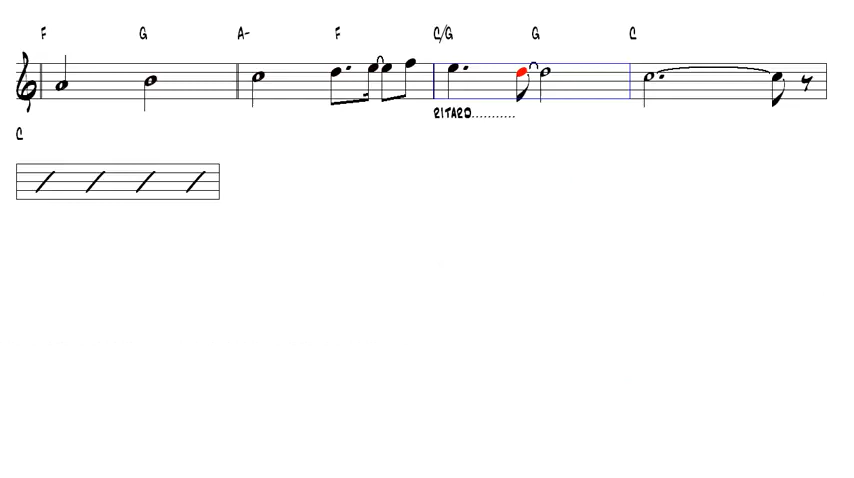 F G A- F C/G G C
RITARD...........
C